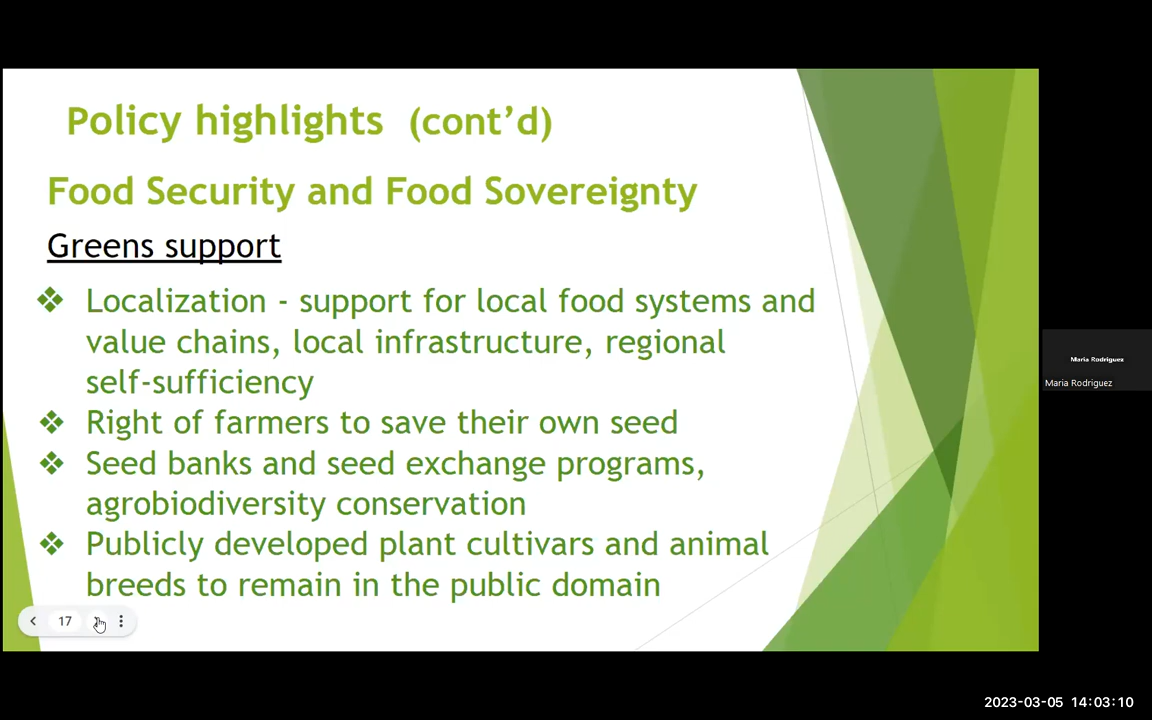 Policy highlights (cont’d)
Food Security and Food Sovereignty
Greens support
❖ Localization - support for local food systems and
value chains, local infrastructure, regional
self-sufficiency
❖ Right of farmers to save their own seed
❖ Seed banks and seed exchange programs,
agrobiodiversity conservation
❖ Publicly developed plant cultivars and animal
breeds to remain in the public domain
17
Maria Rodriguez
Maria Rodriguez
2023-03-05 14:03:10